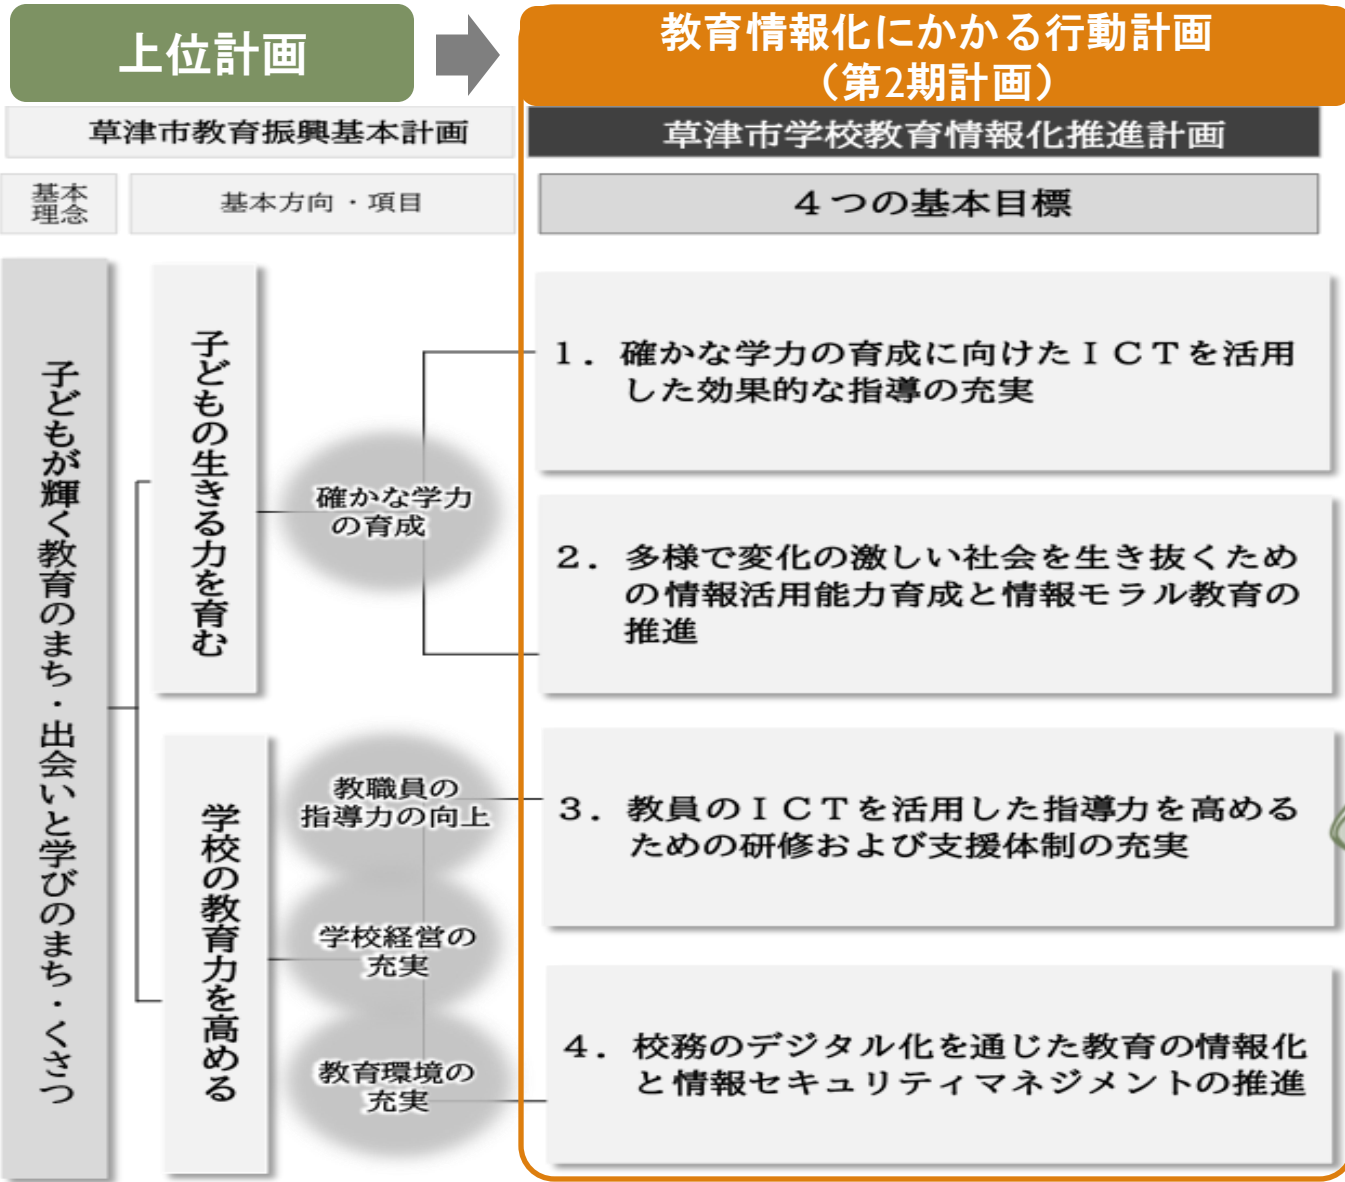 上位計画
教育情報化にかかる行動計画
（第2期計画）
草津市教育振興基本計画
草津市学校教育情報化推進計画
基本
理念
基本方向・項目
４つの基本目標
子どもが輝く教育のまち・出会いと学びのまち・くさつ
子どもの生きる力を育む
確かな学力
の育成
学校の教育力を高める
教職員の
指導力の向上
学校経営の
充実
教育環境の
充実
１．確かな学力の育成に向けたＩＣＴを活用
した効果的な指導の充実
２．多様で変化の激しい社会を生き抜くため
の情報活用能力育成と情報モラル教育の
推進
３．教員のＩＣＴを活用した指導力を高める
ための研修および支援体制の充実
４．校務のデジタル化を通じた教育の情報化
と情報セキュリティマネジメントの推進